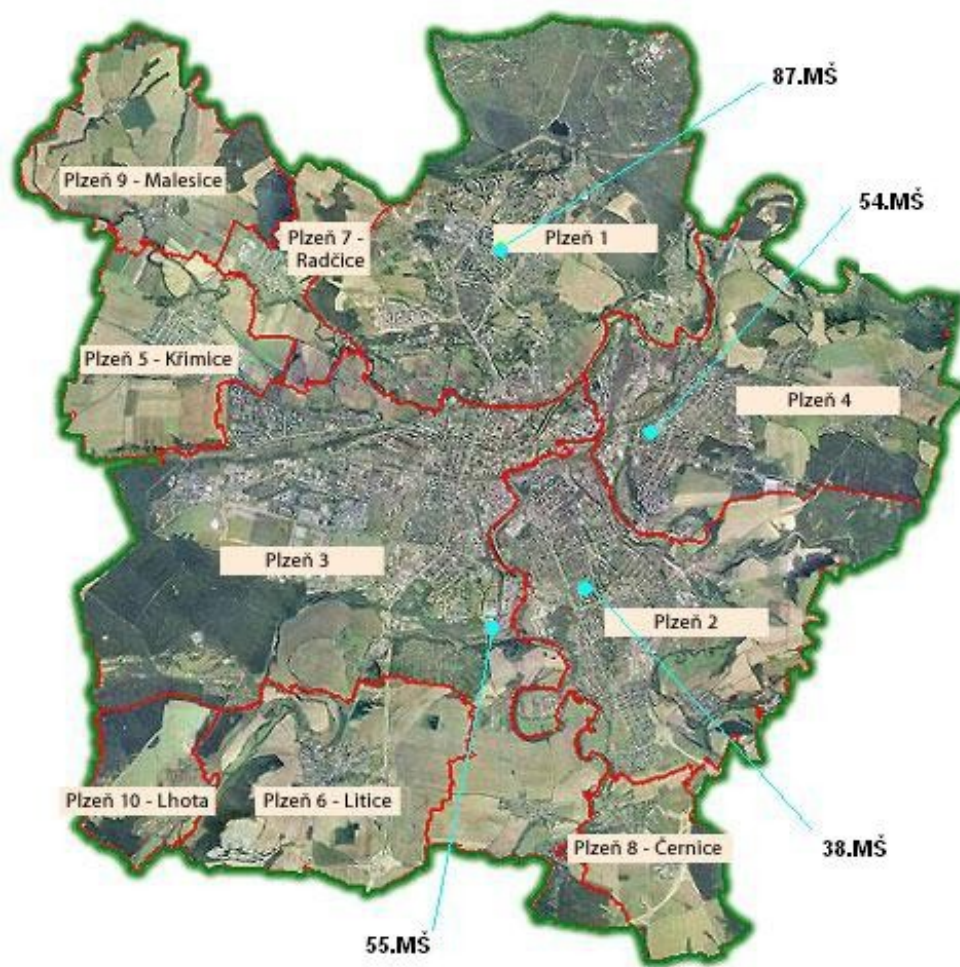 87.MŠ
Plzeň 9 - Malesice
54.MŠ
Plzeň 7 -
Radčice
Plzeň 1
Plzeň 5 - Křimice
Plzeň 4
Plzeň 3
Plzeň 2
Plzeň 10 - Lhota
Plzeň 6 - Litice
Plzeň 8 - Černice
38.MŠ
55.MŠ